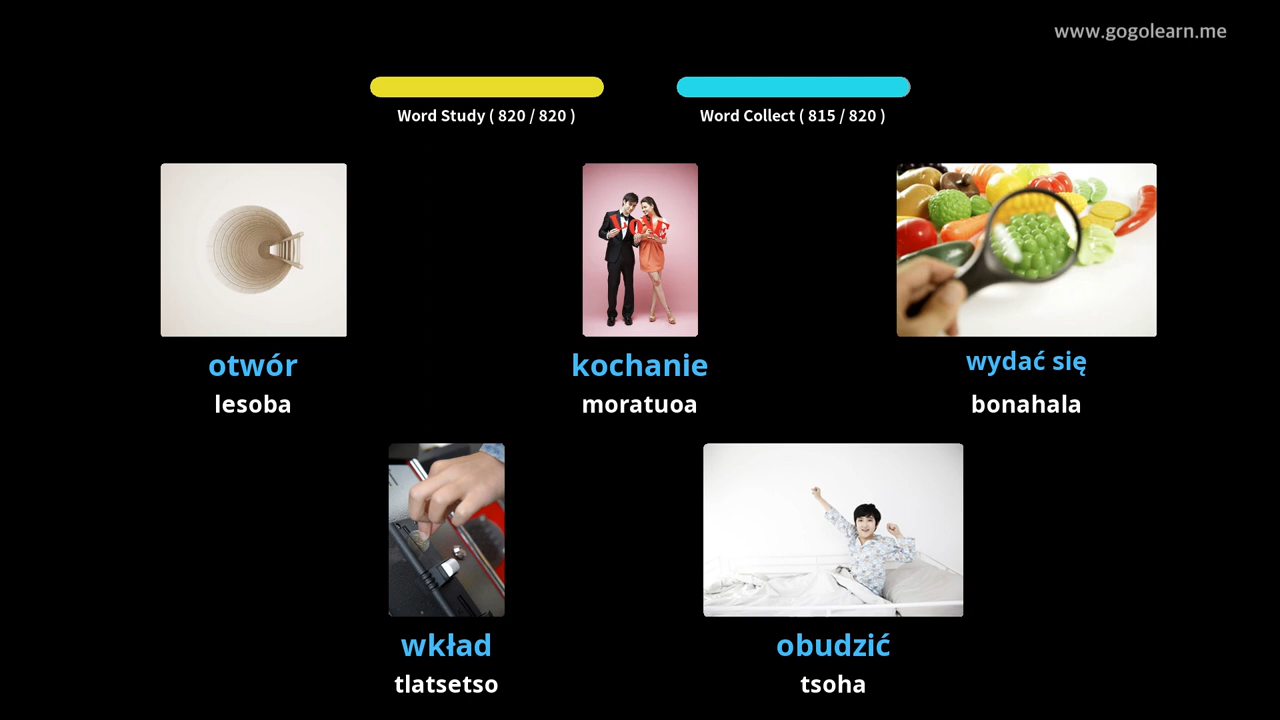 www.gogolearn.me
Word Study ( 820 / 820 )
Word Collect ( 815 / 820 )
LOVE
otwór
lesoba
kochanie
moratuoa
wydać się
bonahala
wkład
tlatsetso
obudzić
tsoha